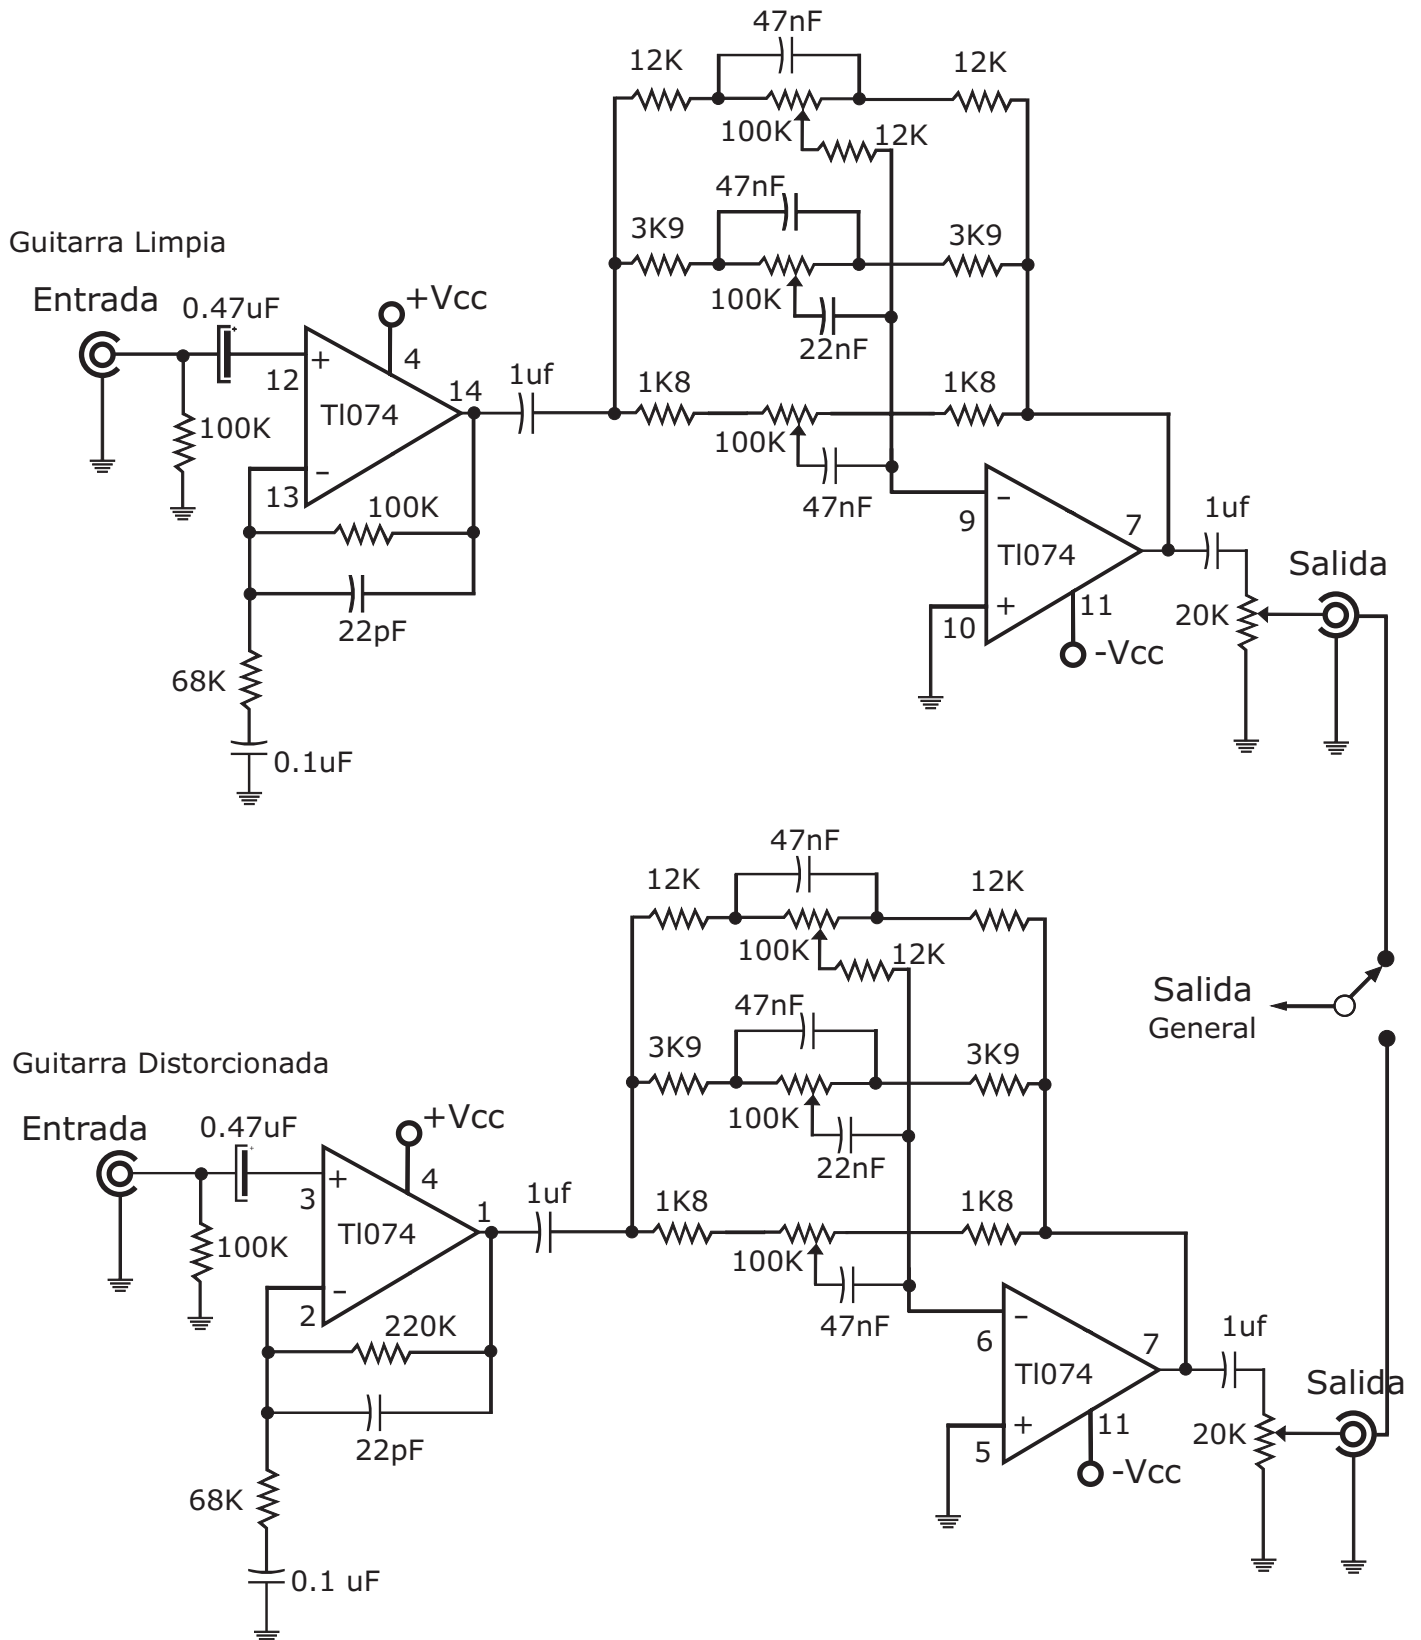 47nF
12K
12K
100K
12K
47nF
Guitarra Limpia
3K9
3K9
Entrada
0.47uF
+Vcc
100K
+
4
22nF
12
1uf
1K8
1K8
Tl074
14
100K
100K
-
13
47nF
100K
-
9
7
1uf
Tl074
Salida
22pF
+
10
11
20K
-Vcc
68K
0.1uF
47nF
12K
12K
100K
12K
Salida
General
47nF
Guitarra Distorcionada
3K9
3K9
Entrada
0.47uF
+Vcc
100K
+
4
22nF
3
1uf
1K8
1K8
Tl074
1
100K
100K
-
2
47nF
220K
-
6
7
1uf
Tl074
Salida
22pF
+
5
11
20K
-Vcc
68K
0.1 uF